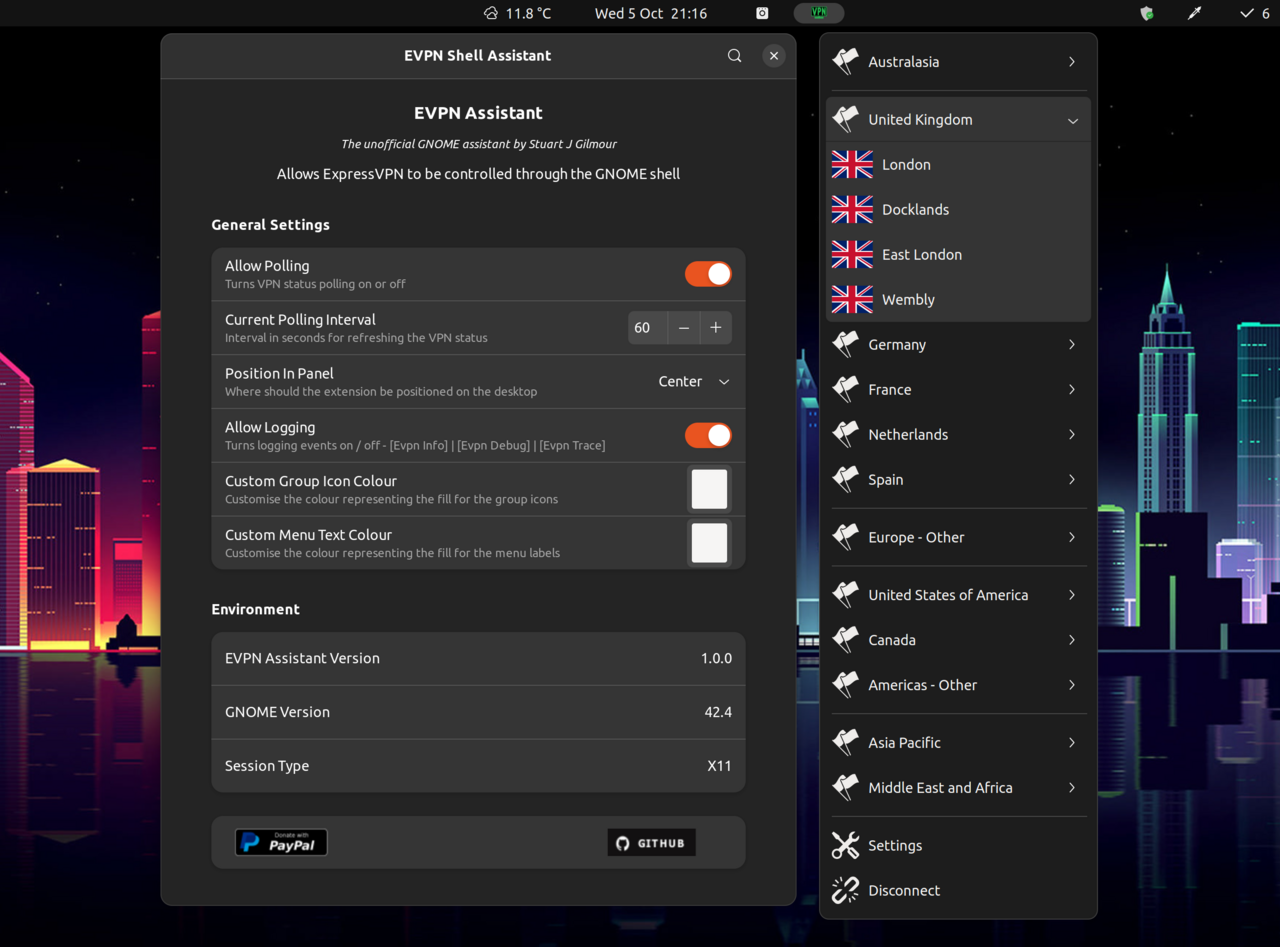 11.8 °C
Wed 5 Oct 21:16
VPN
6
EVPN Shell Assistant
EVPN Assistant
The unofficial GNOME assistant by Stuart J Gilmour
Allows ExpressVPN to be controlled through the GNOME shell
General Settings
Allow Polling
Turns VPN status polling on or off
Current Polling Interval
Interval in seconds for refreshing the VPN status
60
Position In Panel
Where should the extension be positioned on the desktop
Center
Allow Logging
Turns logging events on / off - [Evpn Info] | [Evpn Debug] | [Evpn Trace]
Custom Group Icon Colour
Customise the colour representing the fill for the group icons
Custom Menu Text Colour
Customise the colour representing the fill for the menu labels
Environment
EVPN Assistant Version
1.0.0
GNOME Version
42.4
Session Type
X11
Donate with
PayPal
GITHUB
Australasia
United Kingdom
London
Docklands
East London
Wembly
Germany
France
Netherlands
Spain
Europe - Other
United States of America
Canada
Americas - Other
Asia Pacific
Middle East and Africa
Settings
Disconnect